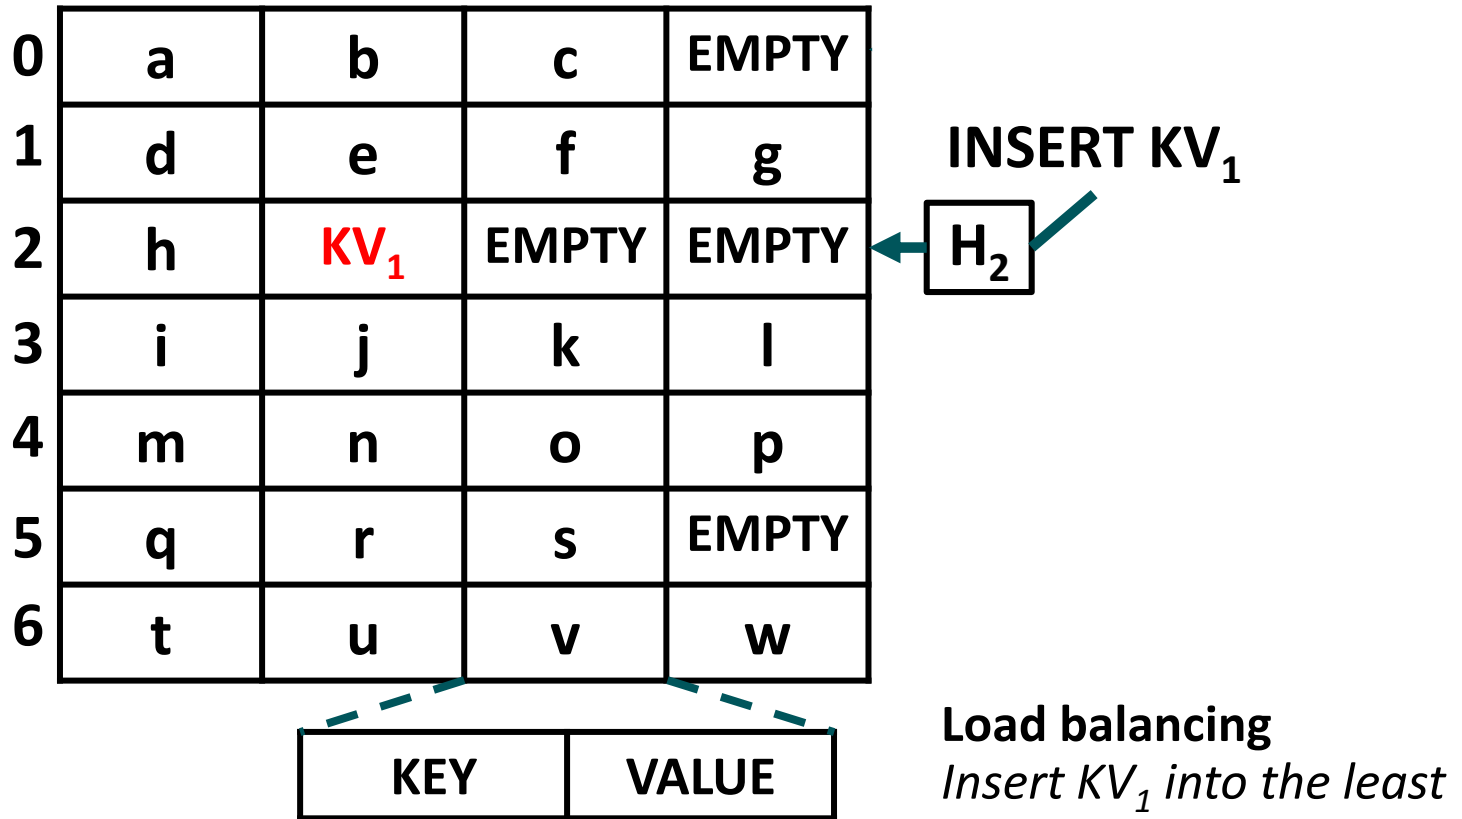 0 a b c EMPTY
1 d e f g
INSERT KV₁
2 h KV₁ EMPTY EMPTY
H₂
3 i j k l
4 m n o p
5 q r s EMPTY
6 t u v w
KEY VALUE
Load balancing
Insert KV₁ into the least